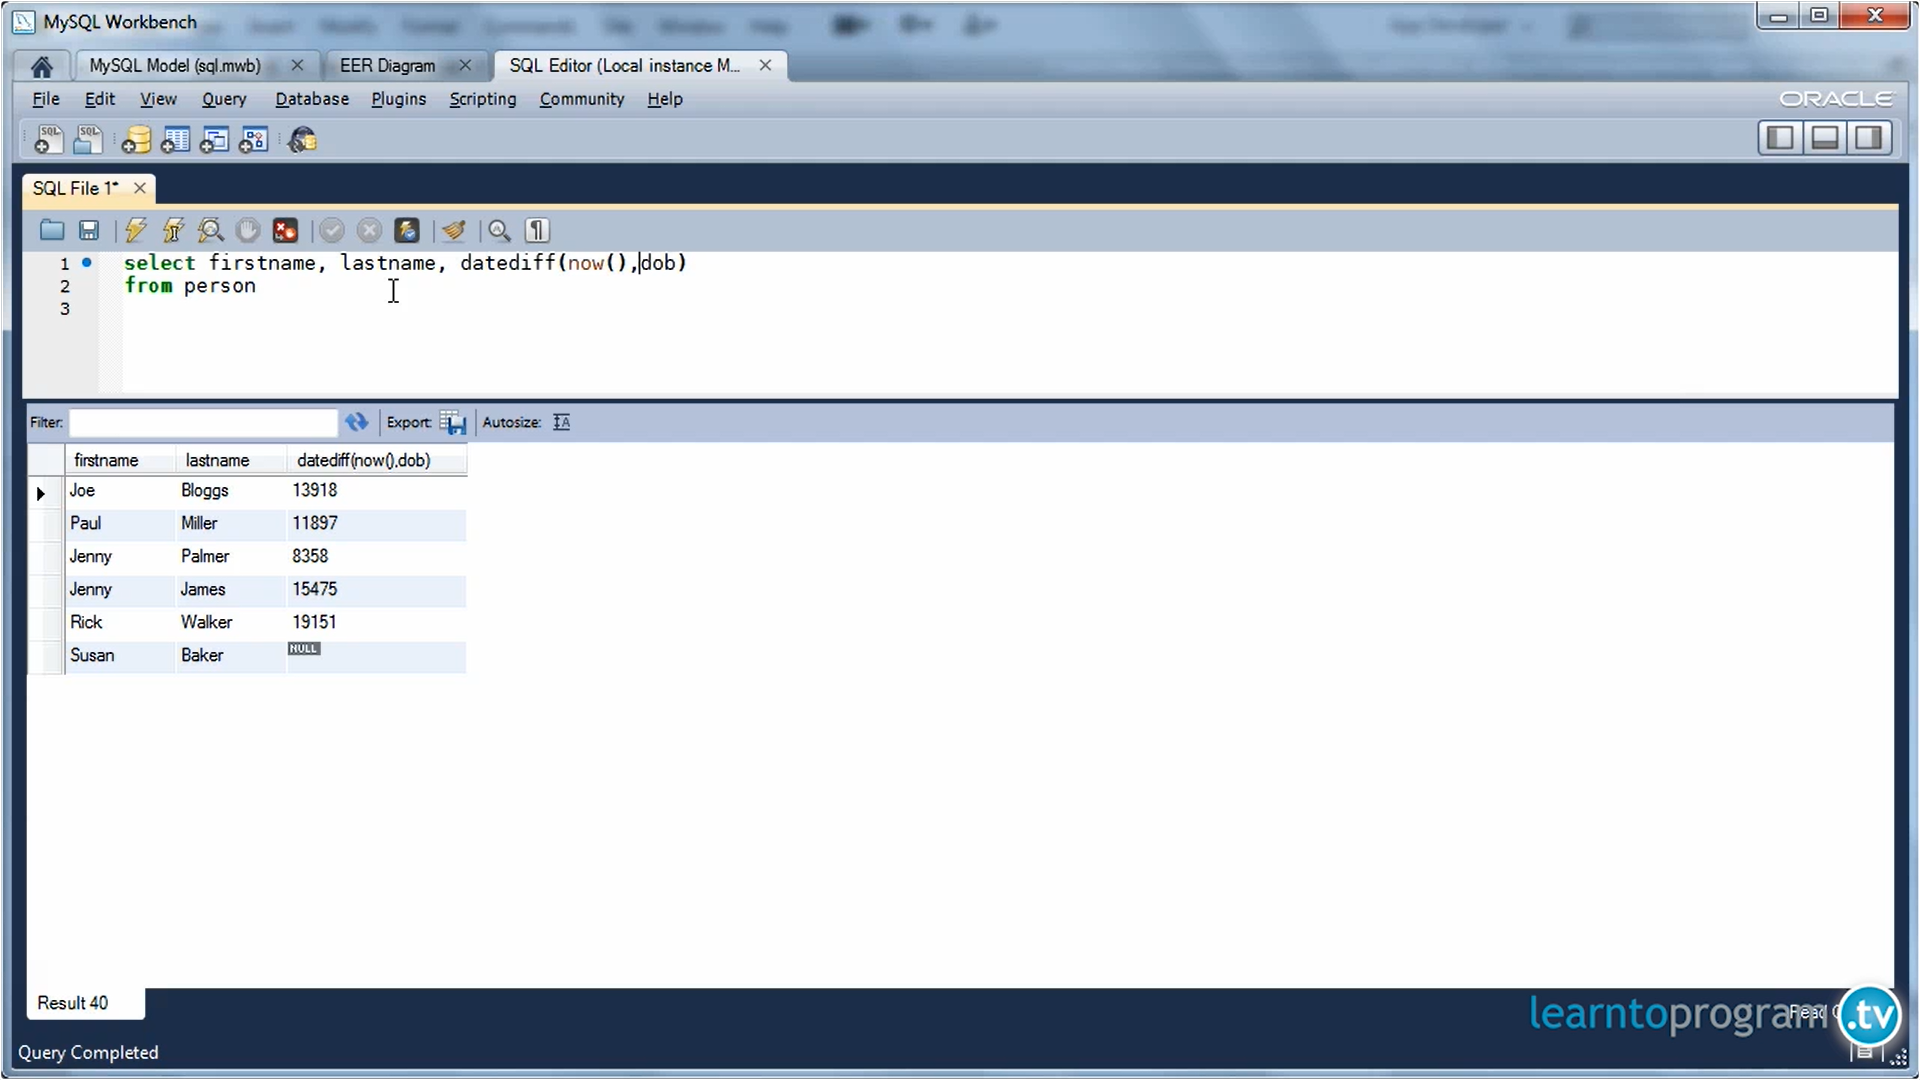 MySQL Workbench
MySQL Model (sql.mwb)
EER Diagram
SQL Editor (Local instance M...
File Edit View Query Database Plugins Scripting Community Help
ORACLE
SQL SQL
SQL File 1*
1 select firstname, lastname, datediff(now(),dob)
2 from person
3
Filter: Export: Autosize:
firstname lastname datediff(now(),dob)
Joe Bloggs 13918
Paul Miller 11897
Jenny Palmer 8358
Jenny James 15475
Rick Walker 19151
Susan Baker NULL
Result 40
learntoprogram.tv
Query Completed